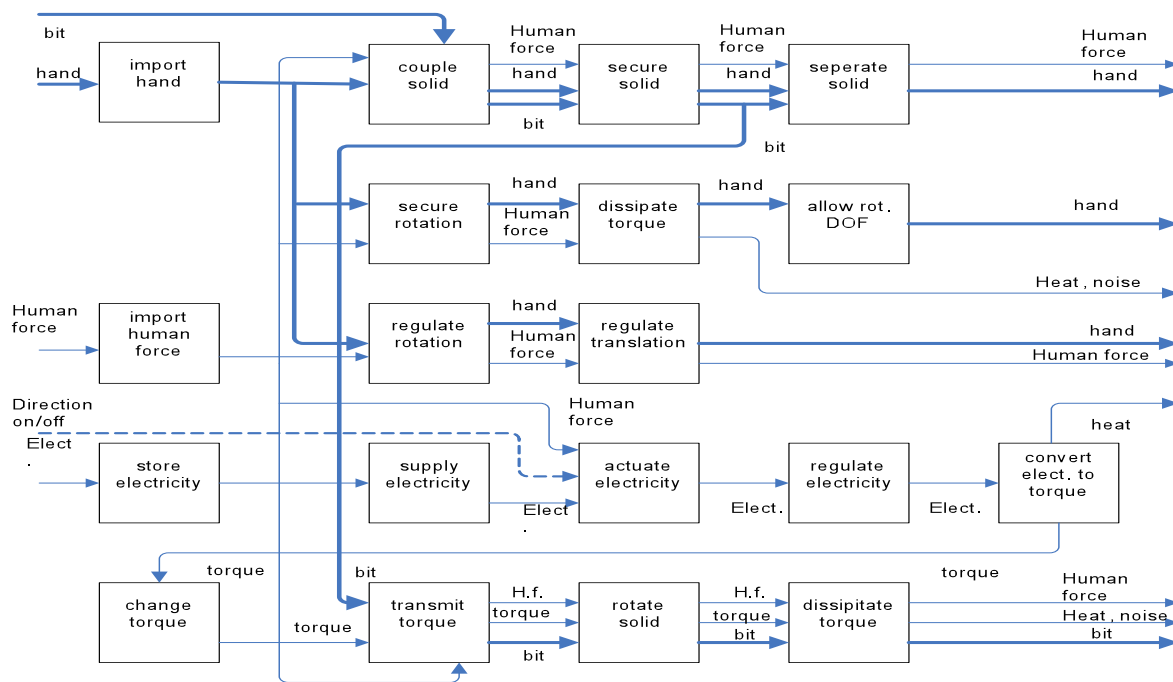 bit
hand
import
hand
couple
solid
Human
force
hand
bit
secure
solid
Human
force
hand
bit
seperate
solid
Human
force
hand
secure
rotation
hand
Human
force
dissipate
torque
hand
allow rot.
DOF
hand
Heat , noise
Human
force
import
human
force
regulate
rotation
hand
Human
force
regulate
translation
hand
Human force
Direction
on/off
Human
force
heat
Elect
.
store
electricity
supply
electricity
Elect
.
actuate
electricity
Elect.
regulate
electricity
Elect.
convert
elect. to
torque
torque
torque
change
torque
torque
bit
transmit
torque
H.f.
torque
bit
rotate
solid
H.f.
torque
bit
dissipitate
torque
Human
force
Heat , noise
bit